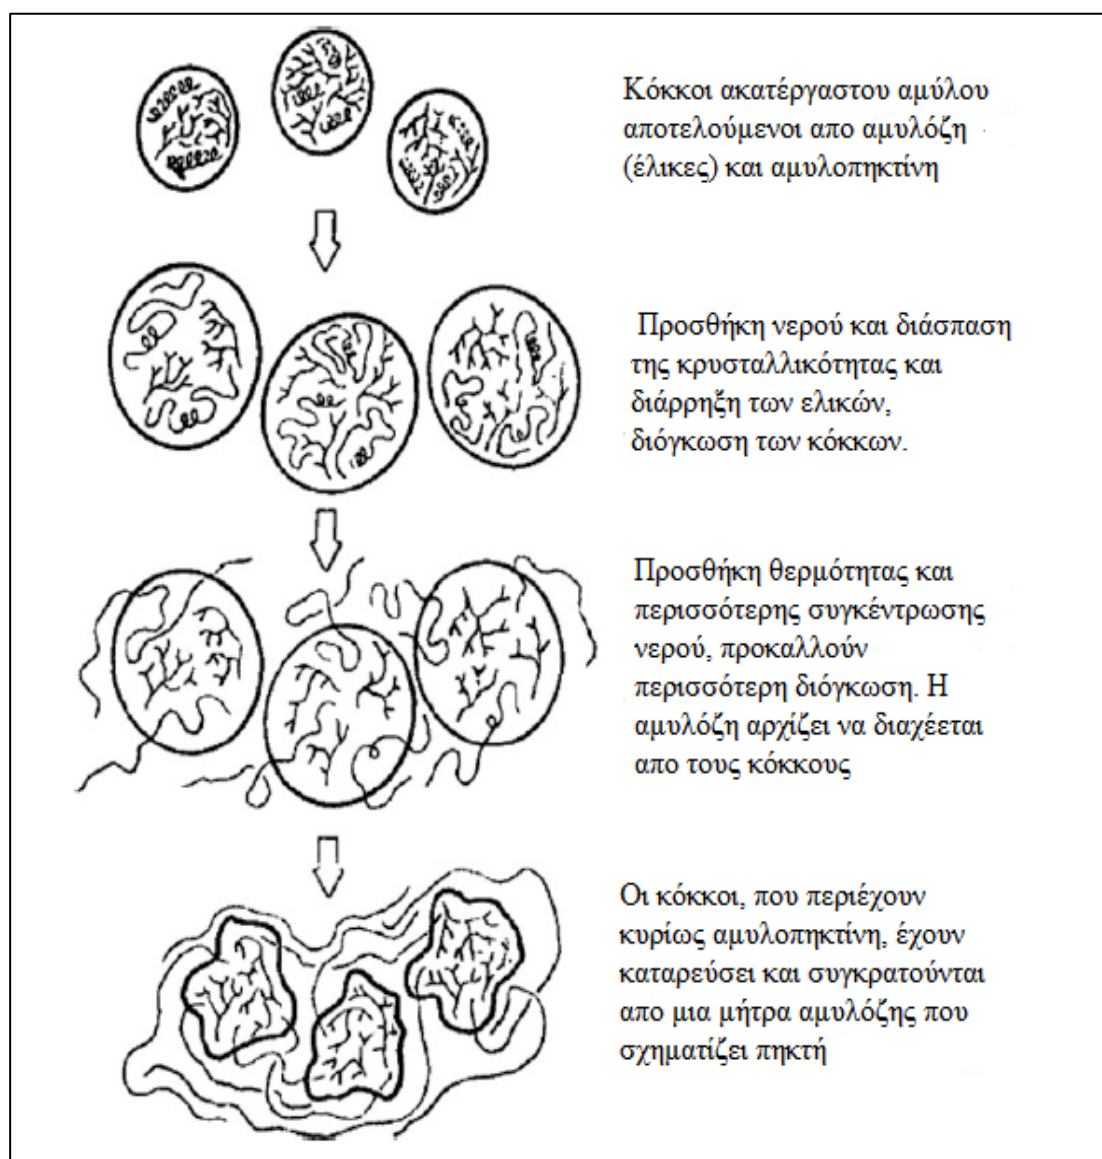 Κόκκοι ακατέργαστου αμύλου
αποτελούμενοι απο αμυλόζη
(έλικες) και αμυλοπηκτίνη
Προσθήκη νερού και διάσπαση
της κρυσταλλικότητας και
διάρρηξη των ελικών,
διόγκωση των κόκκων.
Προσθήκη θερμότητας και
περισσότερης συγκέντρωσης
νερού, προκαλλούν
περισσότερη διόγκωση. Η
αμυλόζη αρχίζει να διαχέεται
απο τους κόκκους
Οι κόκκοι, που περιέχουν
κυρίως αμυλοπηκτίνη, έχουν
καταρεύσει και συγκρατούνται
απο μια μήτρα αμυλόζης που
σχηματίζει πηκτή